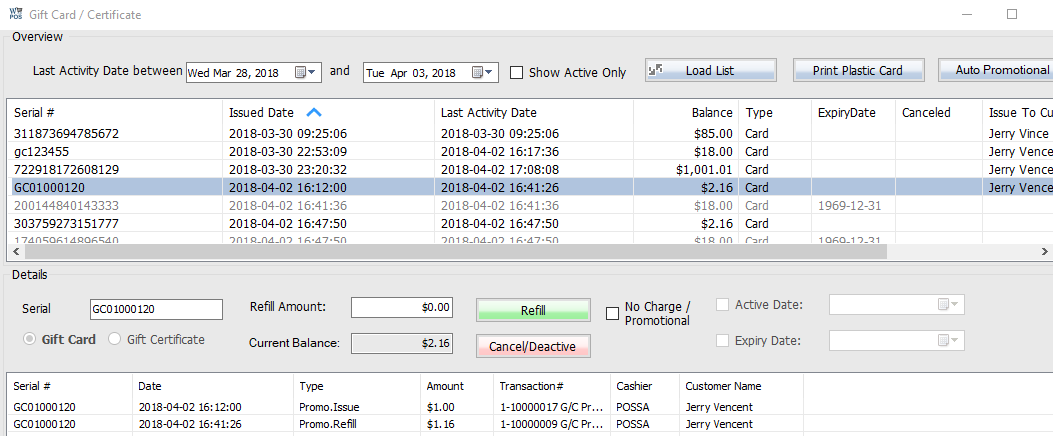 W POS Gift Card / Certificate
Overview
Last Activity Date between Wed Mar 28, 2018 and Tue Apr 03, 2018 Show Active Only Load List Print Plastic Card Auto Promotional
Serial # Issued Date Last Activity Date Balance Type ExpiryDate Canceled Issue To Cu
311873694785672 2018-03-30 09:25:06 2018-03-30 09:25:06 $85.00 Card Jerry Vince
gc123455 2018-03-30 22:53:09 2018-04-02 16:17:36 $18.00 Card Jerry Vence
722918172608129 2018-03-30 23:20:32 2018-04-02 17:08:08 $1,001.01 Card Jerry Vence
GC01000120 2018-04-02 16:12:00 2018-04-02 16:41:26 $2.16 Card Jerry Vence
200144840143333 2018-04-02 16:41:36 2018-04-02 16:41:36 $18.00 Card 1969-12-31
303759273151777 2018-04-02 16:47:50 2018-04-02 16:47:50 $2.16 Card
174059614896540 2018-04-02 16:47:50 2018-04-02 16:47:50 $18.00 Card 1969-12-31
Details
Serial GC01000120 Refill Amount: $0.00 Refill No Charge / Promotional Active Date:
Gift Card Gift Certificate Current Balance: $2.16 Cancel/Deactive Expiry Date:
Serial # Date Type Amount Transaction# Cashier Customer Name
GC01000120 2018-04-02 16:12:00 Promo.Issue $1.00 1-10000017 G/C Pr... POSSA Jerry Vencent
GC01000120 2018-04-02 16:41:26 Promo.Refill $1.16 1-10000009 G/C Pr... POSSA Jerry Vencent